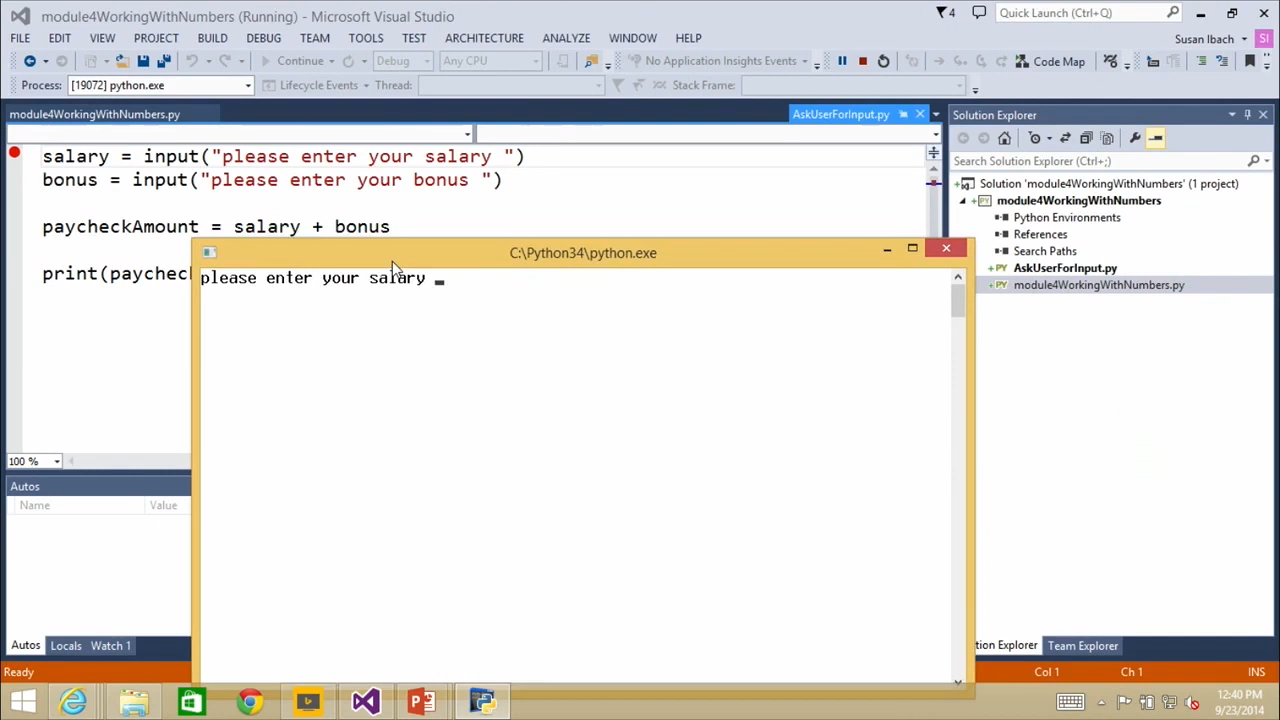 module4WorkingWithNumbers (Running) - Microsoft Visual Studio
4
Quick Launch (Ctrl+Q)
FILE EDIT VIEW PROJECT BUILD DEBUG TEAM TOOLS TEST ARCHITECTURE ANALYZE WINDOW HELP
Susan Ibach SI
Continue Debug Any CPU No Application Insights Events Code Map
Process: [19072] python.exe Lifecycle Events Thread: Stack Frame:
module4WorkingWithNumbers.py
AskUserForInput.py
salary = input("please enter your salary ")
bonus = input("please enter your bonus ")
paycheckAmount = salary + bonus
print(paychec
100 %
Autos
Name Value
Autos Locals Watch 1
C:\Python34\python.exe
please enter your salary
Solution Explorer
Search Solution Explorer (Ctrl+;)
Solution 'module4WorkingWithNumbers' (1 project)
module4WorkingWithNumbers
Python Environments
References
Search Paths
AskUserForInput.py
module4WorkingWithNumbers.py
tion Explorer Team Explorer
Ready Col 1 Ch 1 INS
12:40 PM
9/23/2014